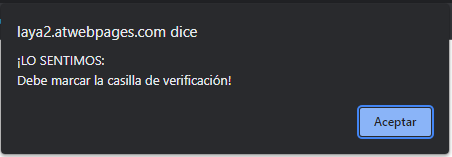 laya2.atwebpages.com dice
¡LO SENTIMOS:
Debe marcar la casilla de verificación!
Aceptar